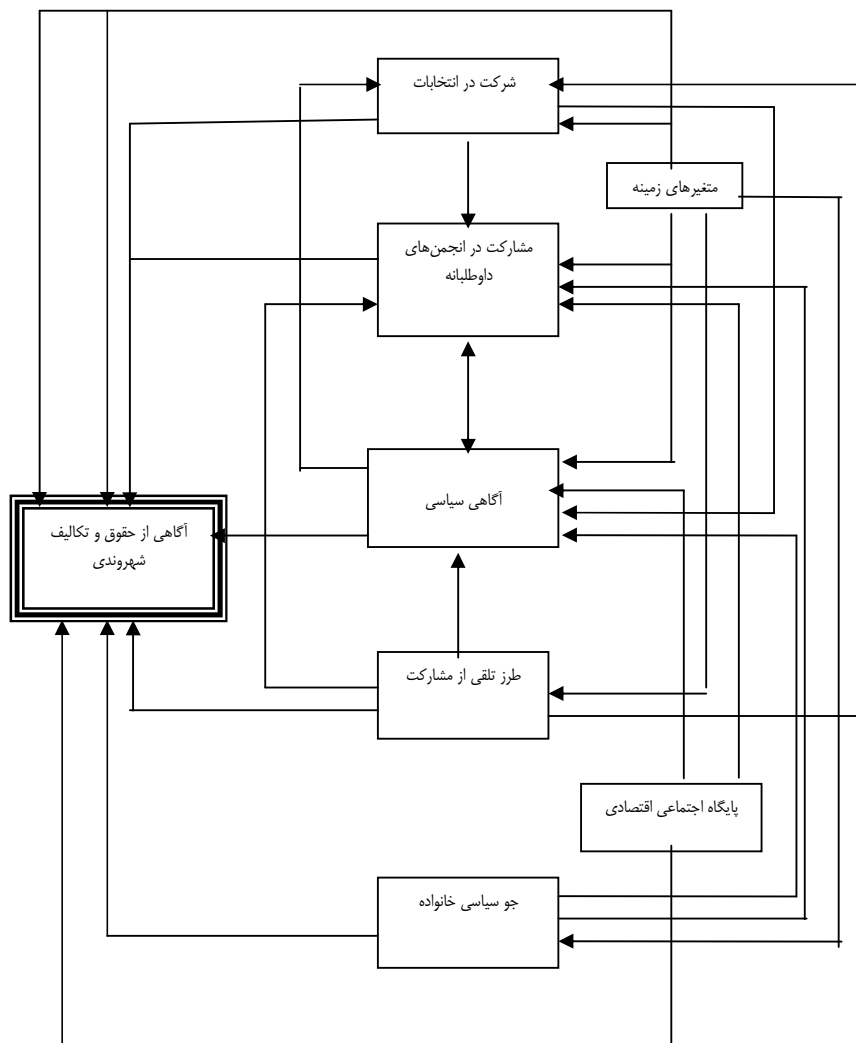 شرکت در انتخابات
متغیرهای زمینه
مشارکت در انجمن‌های
داوطلبانه
آگاهی سیاسی
آگاهی از حقوق و تکالیف
شهروندی
طرز تلقی از مشارکت
پایگاه اجتماعی اقتصادی
جو سیاسی خانواده